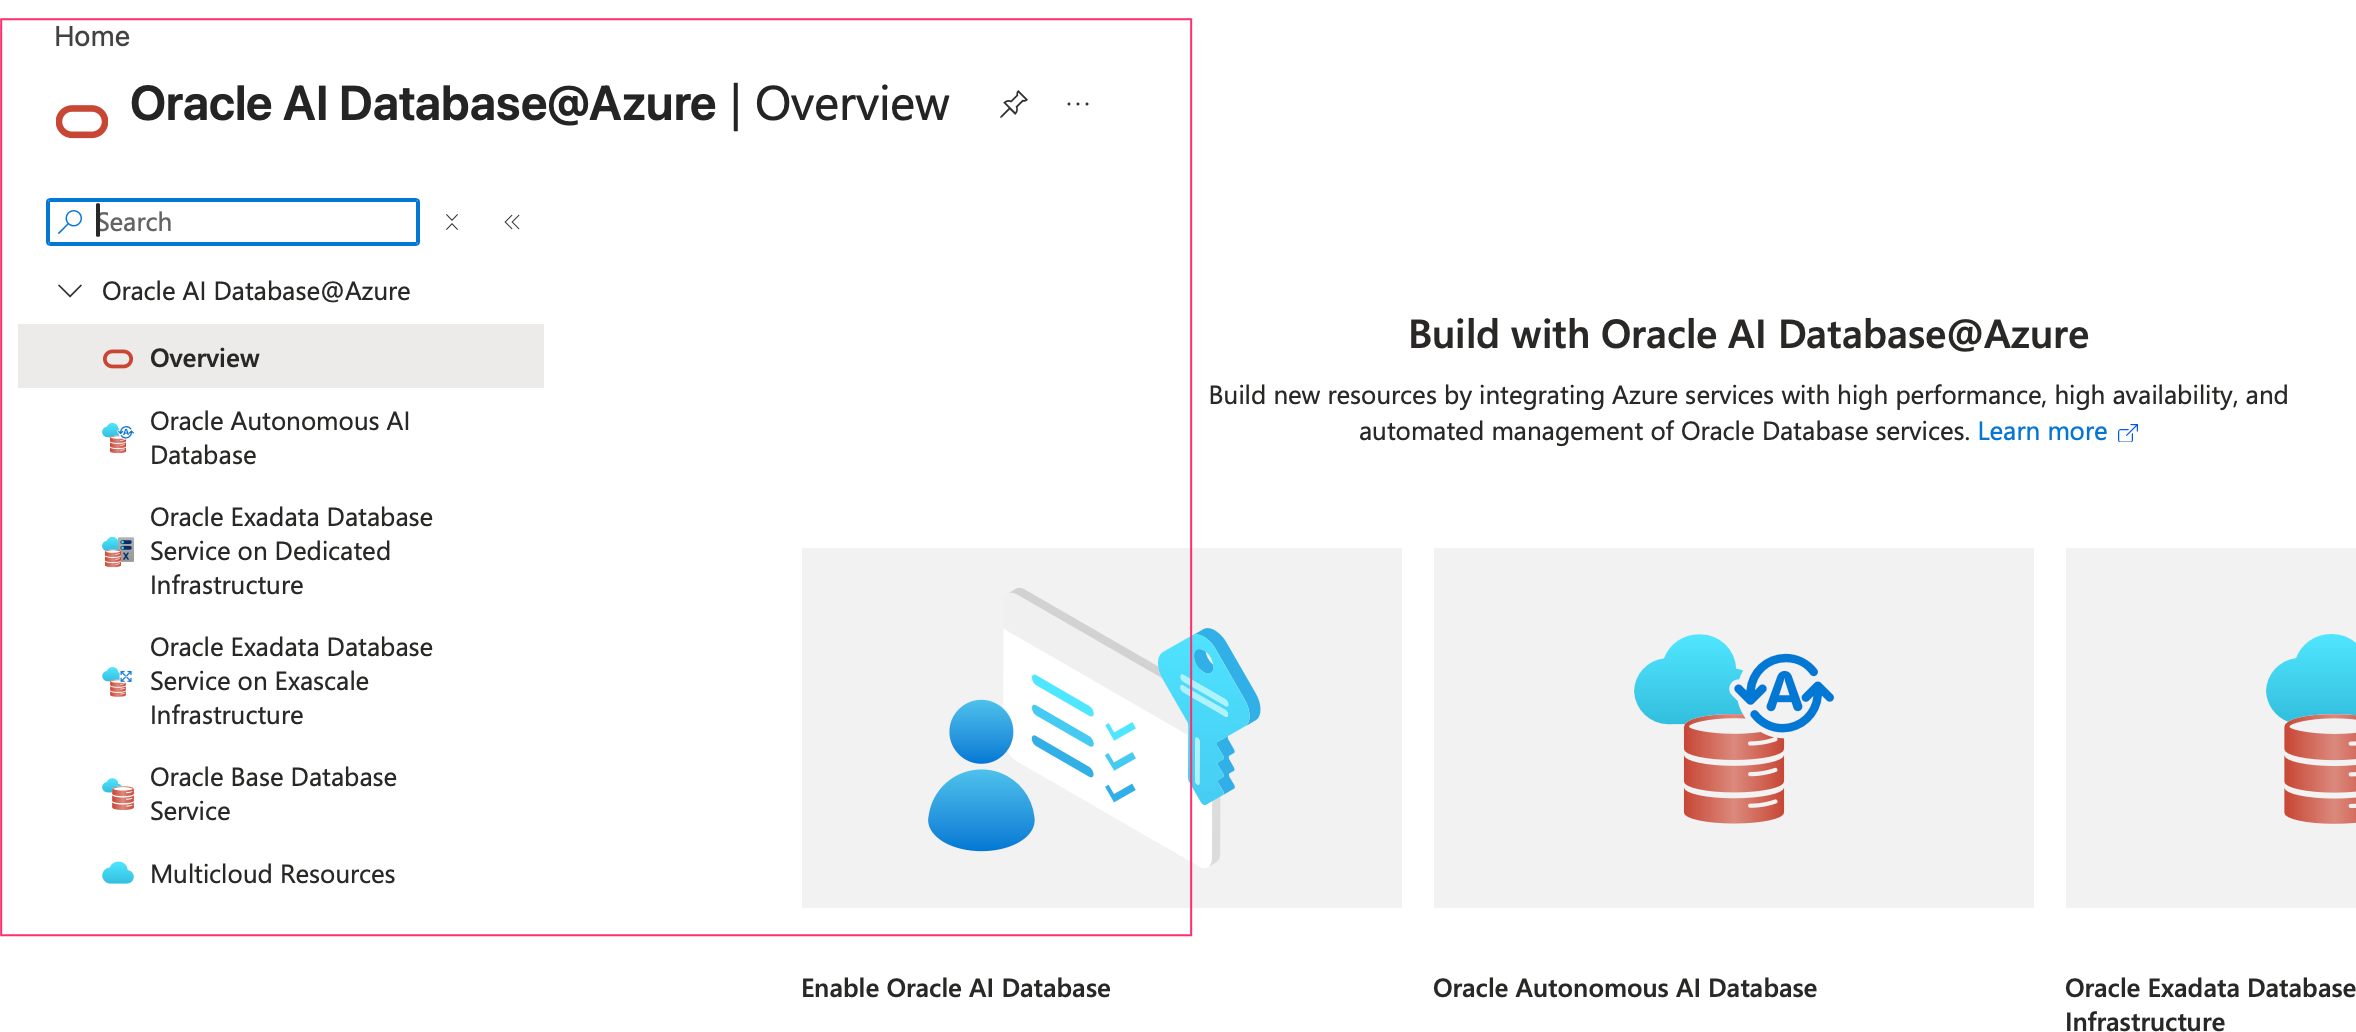 Home
Oracle AI Database@Azure | Overview
Search
Oracle AI Database@Azure
Overview
Oracle Autonomous AI
Database
Oracle Exadata Database
Service on Dedicated
Infrastructure
Oracle Exadata Database
Service on Exascale
Infrastructure
Oracle Base Database
Service
Multicloud Resources
Build with Oracle AI Database@Azure
Build new resources by integrating Azure services with high performance, high availability, and
automated management of Oracle Database services. Learn more
A
Enable Oracle AI Database
Oracle Autonomous AI Database
Oracle Exadata Database
Infrastructure